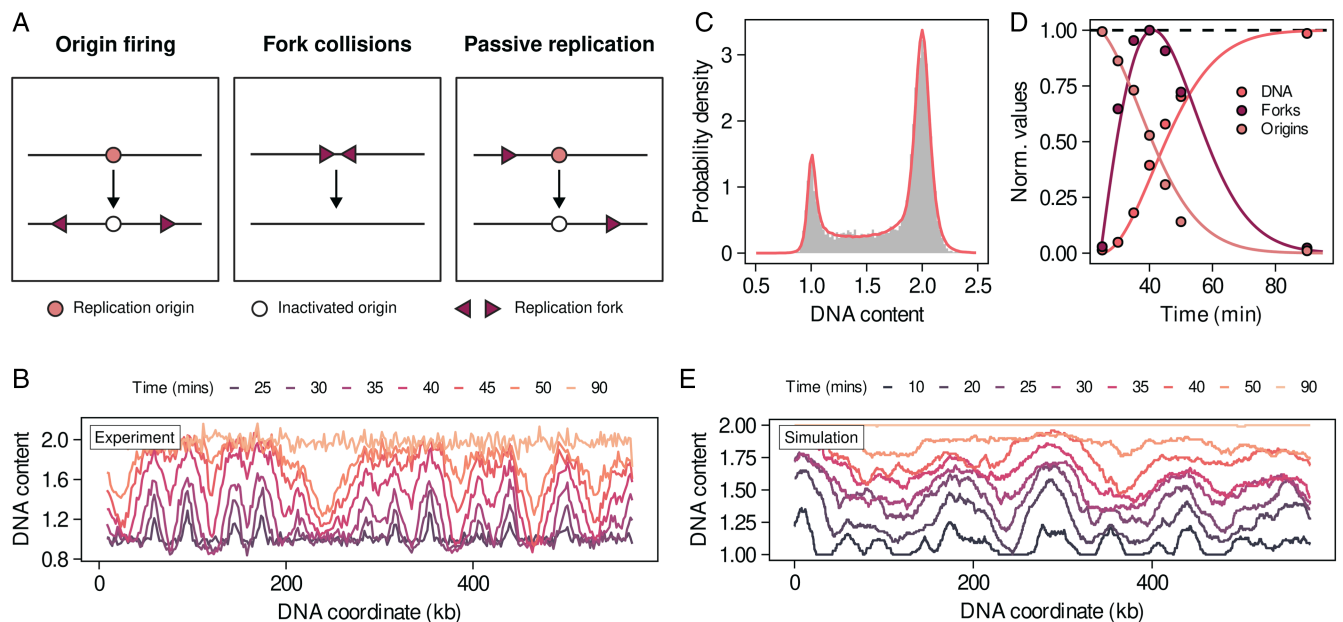 A
Origin firing
Fork collisions
Passive replication
Replication origin
Inactivated origin
Replication fork
B
Time (mins)
25
30
35
40
45
50
90
Experiment
DNA content
2.0
1.6
1.2
0.8
0
200
400
DNA coordinate (kb)
C
Probability density
3
2
1
0
0.5
1.0
1.5
2.0
2.5
DNA content
D
Norm. values
1.00
0.75
0.50
0.25
0.00
DNA
Forks
Origins
40
60
80
Time (min)
E
Time (mins)
10
20
25
30
35
40
50
90
Simulation
DNA content
2.00
1.75
1.50
1.25
1.00
0
200
400
DNA coordinate (kb)